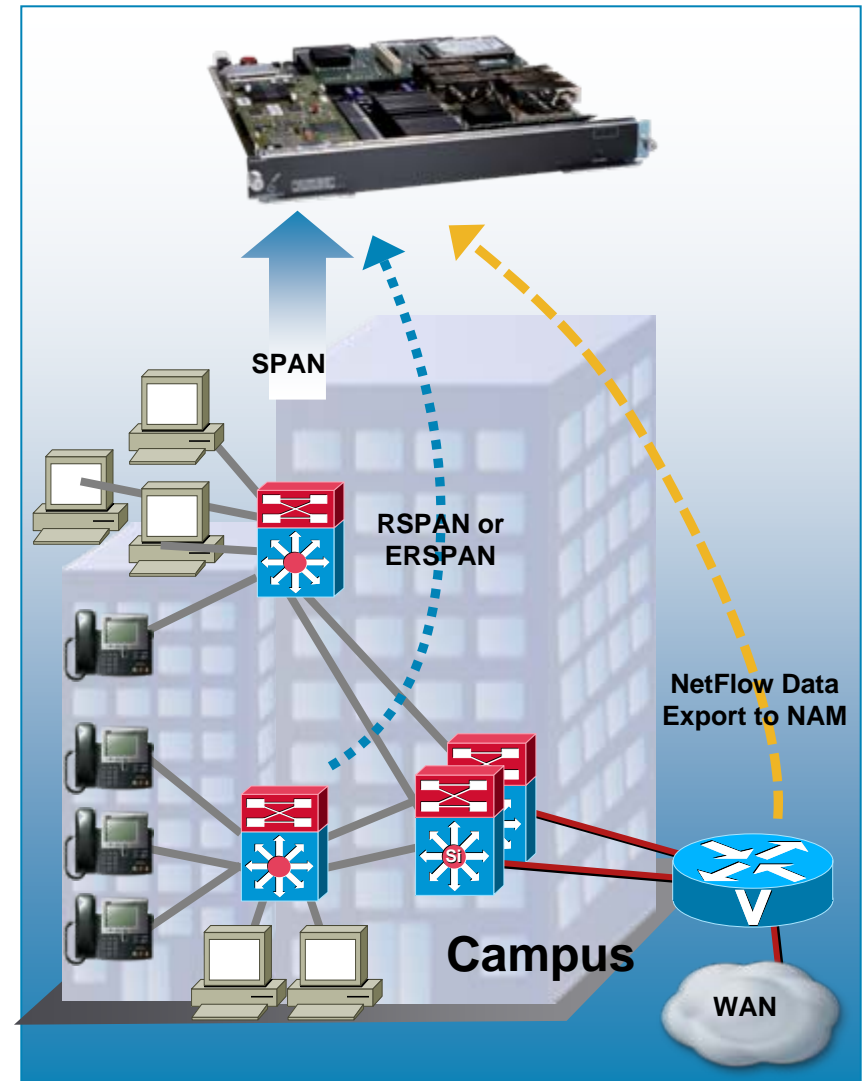 SPAN
RSPAN or
ERSPAN
NetFlow Data
Export to NAM
Si
V
Campus
WAN